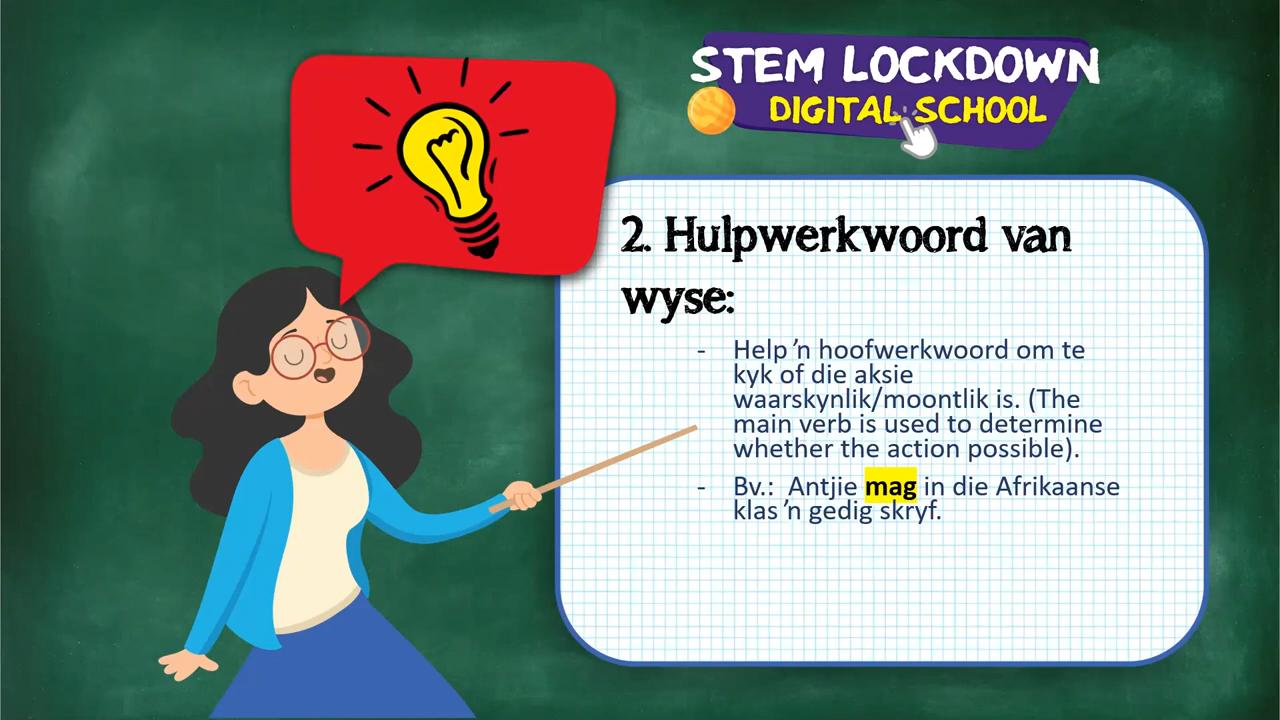 STEM LOCKDOWN
DIGITAL SCHOOL
2. Hulpwerkwoord van
wyse:
- Help 'n hoofwerkwoord om te
kyk of die aksie
waarskynlik/moontlik is. (The
main verb is used to determine
whether the action possible).
- Bv.: Antjie mag in die Afrikaanse
klas 'n gedig skryf.